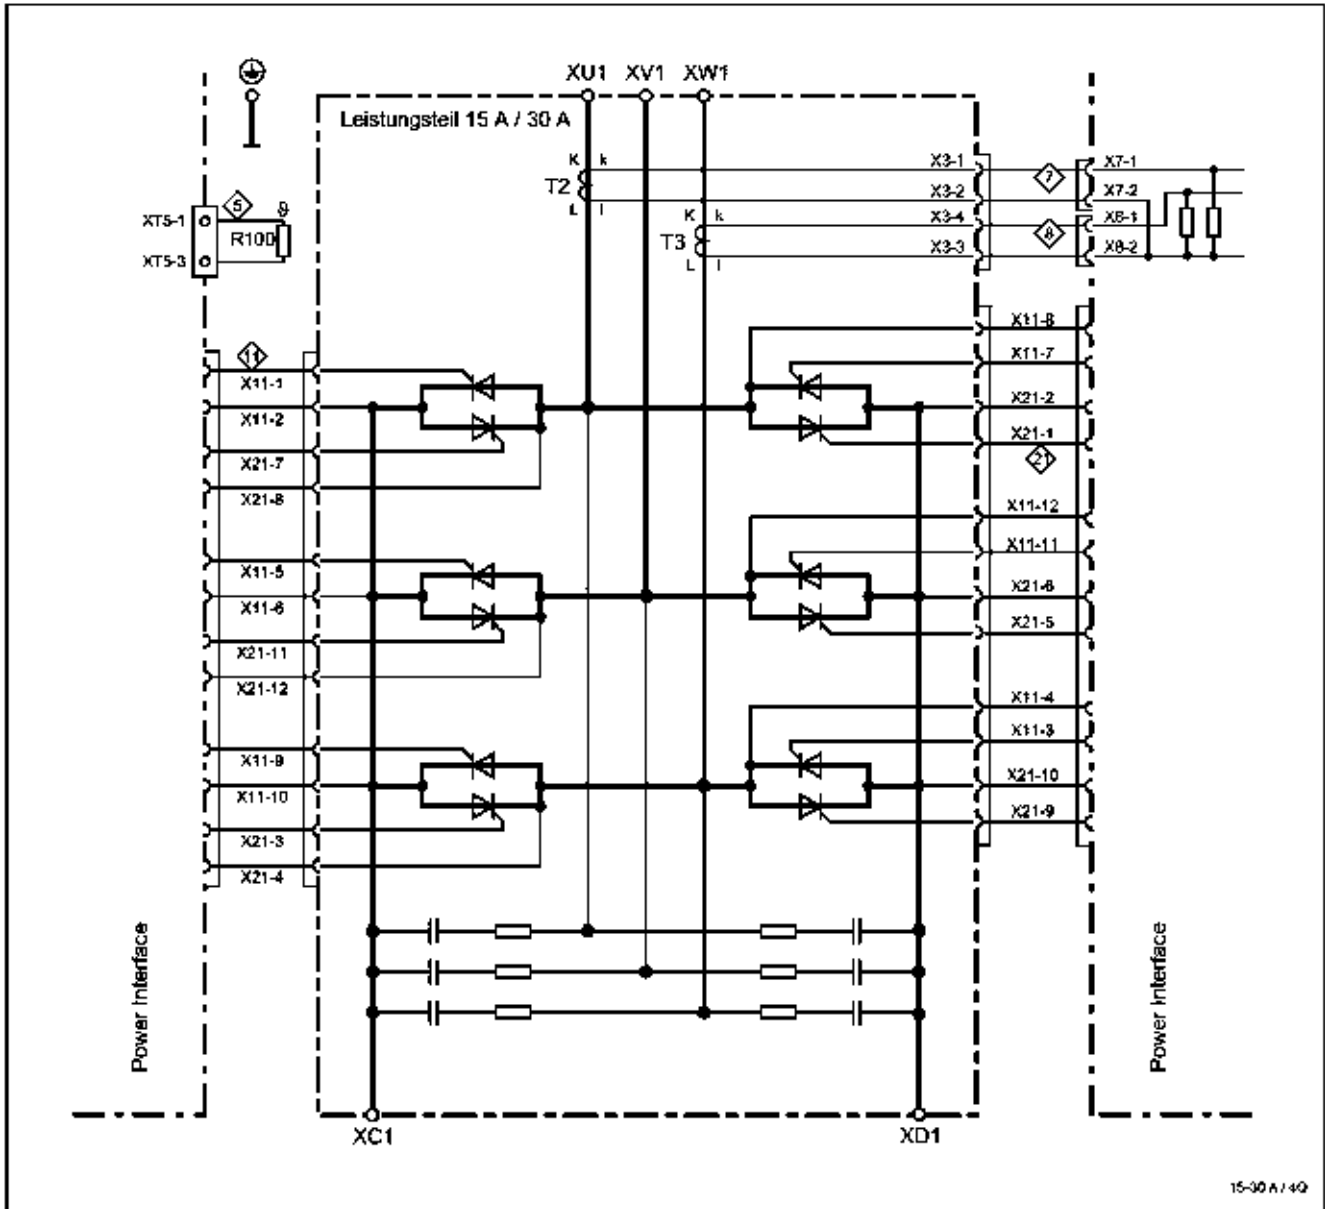 XU1 XV1 XW1
Leistungsteil 15 A / 30 A
K k
X3-1
7
X7-1
T2
X3-2
X7-2
L l
5
K k
X3-4
X6-1
XT5-1
R100
T3
8
X3-3
X8-2
XT5-3
L l
X11-8
11
X11-7
X11-1
X21-2
X11-2
X21-1
X21-7
21
X21-8
X11-12
X11-11
X11-5
X21-6
X11-6
X21-5
X21-11
X21-12
X11-4
X11-3
X11-9
X21-10
X11-10
X21-9
X21-3
X21-4
Power Interface
Power Interface
XC1
XD1
15-30 A / 4Q